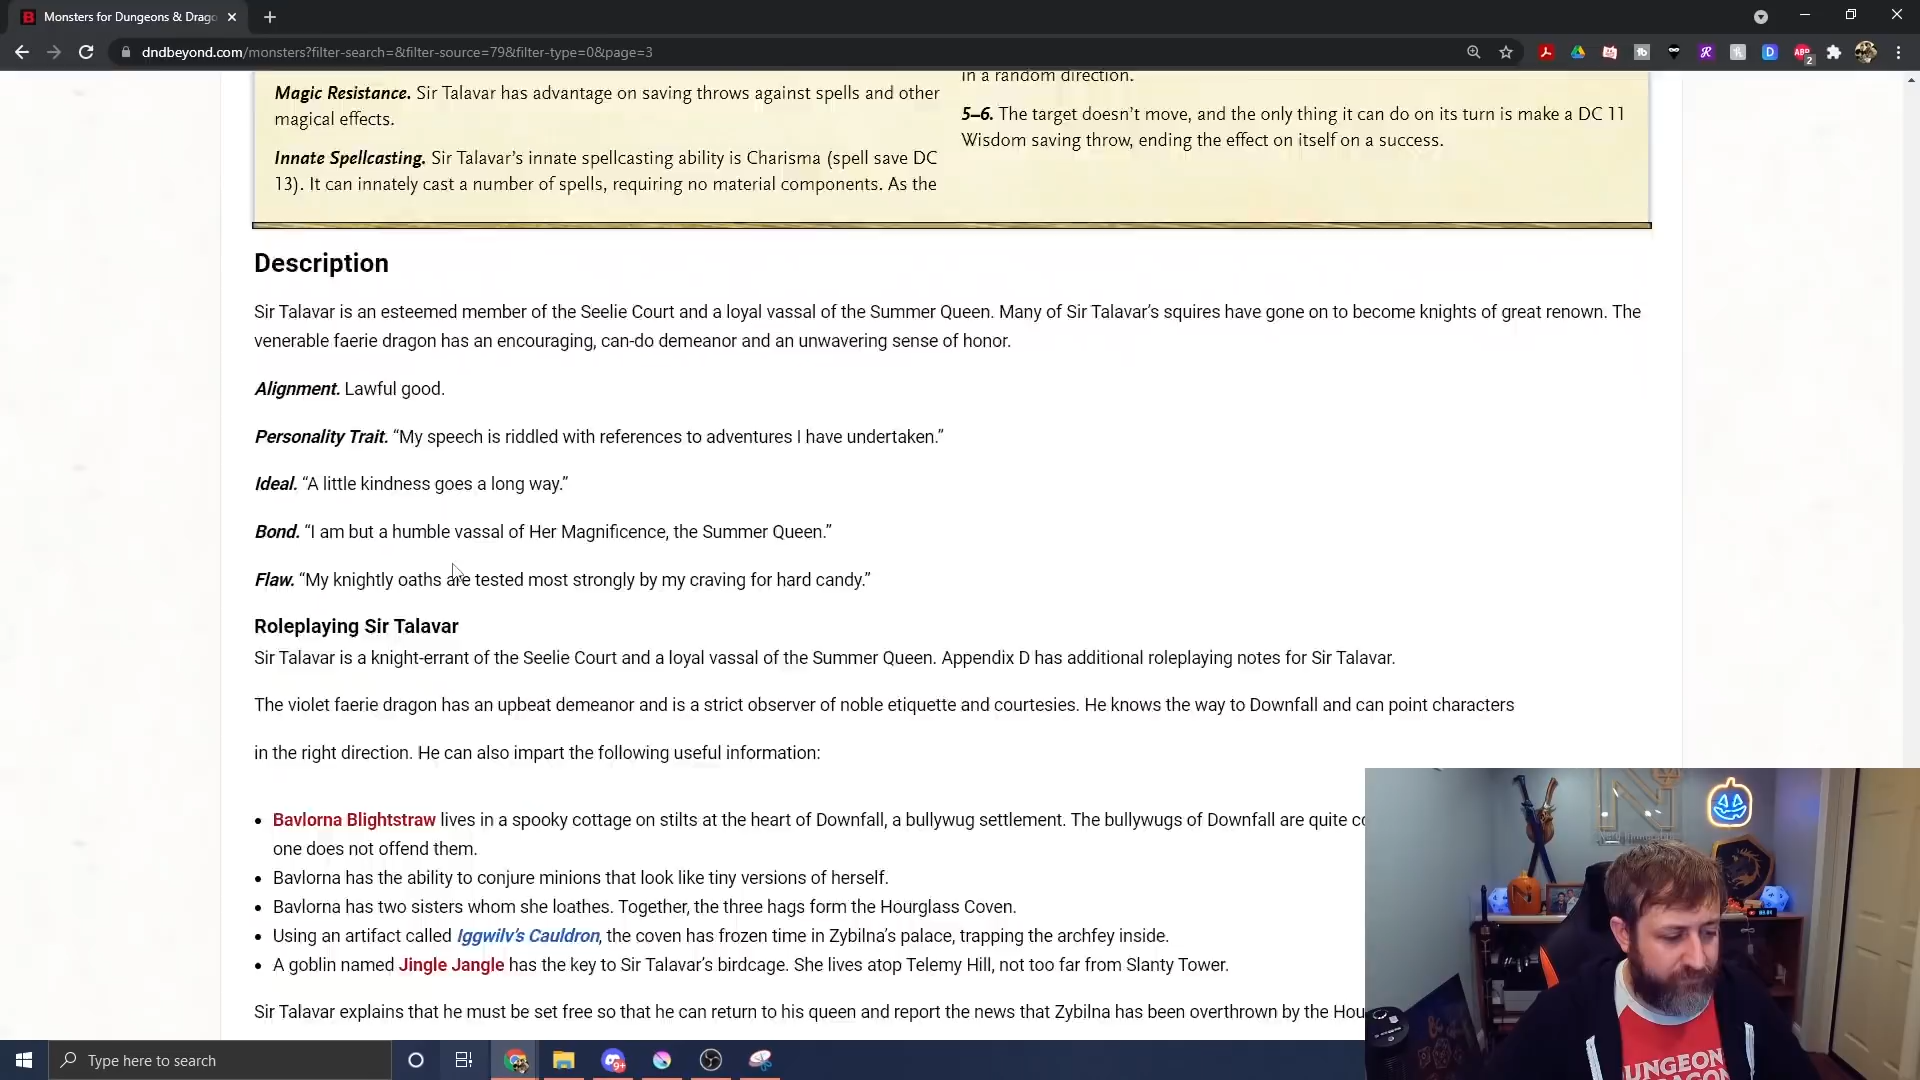 Monsters for Dungeons & Drago
dndbeyond.com/monsters?filter-search=&filter-source=79&filter-type=0&page=3
Magic Resistance. Sir Talavar has advantage on saving throws against spells and other
magical effects.
Innate Spellcasting. Sir Talavar’s innate spellcasting ability is Charisma (spell save DC
13). It can innately cast a number of spells, requiring no material components. As the
in a random direction.
5–6. The target doesn’t move, and the only thing it can do on its turn is make a DC 11
Wisdom saving throw, ending the effect on itself on a success.
Description
Sir Talavar is an esteemed member of the Seelie Court and a loyal vassal of the Summer Queen. Many of Sir Talavar’s squires have gone on to become knights of great renown. The
venerable faerie dragon has an encouraging, can-do demeanor and an unwavering sense of honor.
Alignment. Lawful good.
Personality Trait. “My speech is riddled with references to adventures I have undertaken.”
Ideal. “A little kindness goes a long way.”
Bond. “I am but a humble vassal of Her Magnificence, the Summer Queen.”
Flaw. “My knightly oaths are tested most strongly by my craving for hard candy.”
Roleplaying Sir Talavar
Sir Talavar is a knight-errant of the Seelie Court and a loyal vassal of the Summer Queen. Appendix D has additional roleplaying notes for Sir Talavar.
The violet faerie dragon has an upbeat demeanor and is a strict observer of noble etiquette and courtesies. He knows the way to Downfall and can point characters
in the right direction. He can also impart the following useful information:
• Bavlorna Blightstraw lives in a spooky cottage on stilts at the heart of Downfall, a bullywug settlement. The bullywugs of Downfall are quite co
one does not offend them.
• Bavlorna has the ability to conjure minions that look like tiny versions of herself.
• Bavlorna has two sisters whom she loathes. Together, the three hags form the Hourglass Coven.
• Using an artifact called Iggwilv’s Cauldron, the coven has frozen time in Zybilna’s palace, trapping the archfey inside.
• A goblin named Jingle Jangle has the key to Sir Talavar’s birdcage. She lives atop Telemy Hill, not too far from Slanty Tower.
Sir Talavar explains that he must be set free so that he can return to his queen and report the news that Zybilna has been overthrown by the Hou
Type here to search